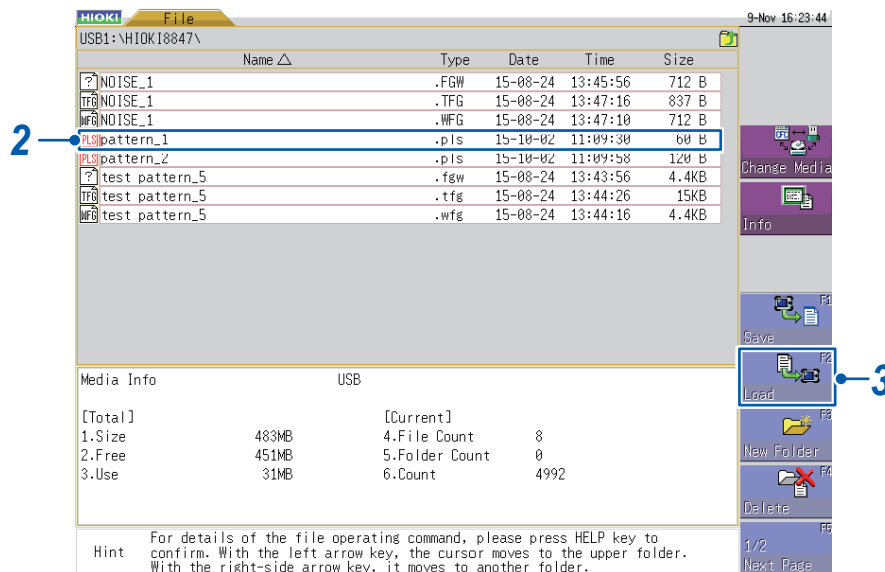 HIOKI File 9-Nov 16:23:44
USB1:\HIOKI8847\
Name △ Type Date Time Size
? NOISE_1 .FGW 15-08-24 13:45:56 712 B
TFG NOISE_1 .TFG 15-08-24 13:47:16 837 B
WFG NOISE_1 .WFG 15-08-24 13:47:10 712 B
2 PLS pattern_1 .pls 15-10-02 11:09:30 60 B
PLS pattern_2 .pls 15-10-02 11:09:58 120 B
? test pattern_5 .fgw 15-08-24 13:43:56 4.4KB
TFG test pattern_5 .tfg 15-08-24 13:44:26 15KB
WFG test pattern_5 .wfg 15-08-24 13:44:16 4.4KB
CFC
Change Media
Info
F1
Save
F2
Load
3
F3
New Folder
F4
Delete
F5
1/2
Next Page
Media Info USB
[Total] [Current]
1.Size 483MB 4.File Count 8
2.Free 451MB 5.Folder Count 0
3.Use 31MB 6.Count 4992
Hint
For details of the file operating command, please press HELP key to
confirm. With the left arrow key, the cursor moves to the upper folder.
With the right-side arrow key, it moves to another folder.